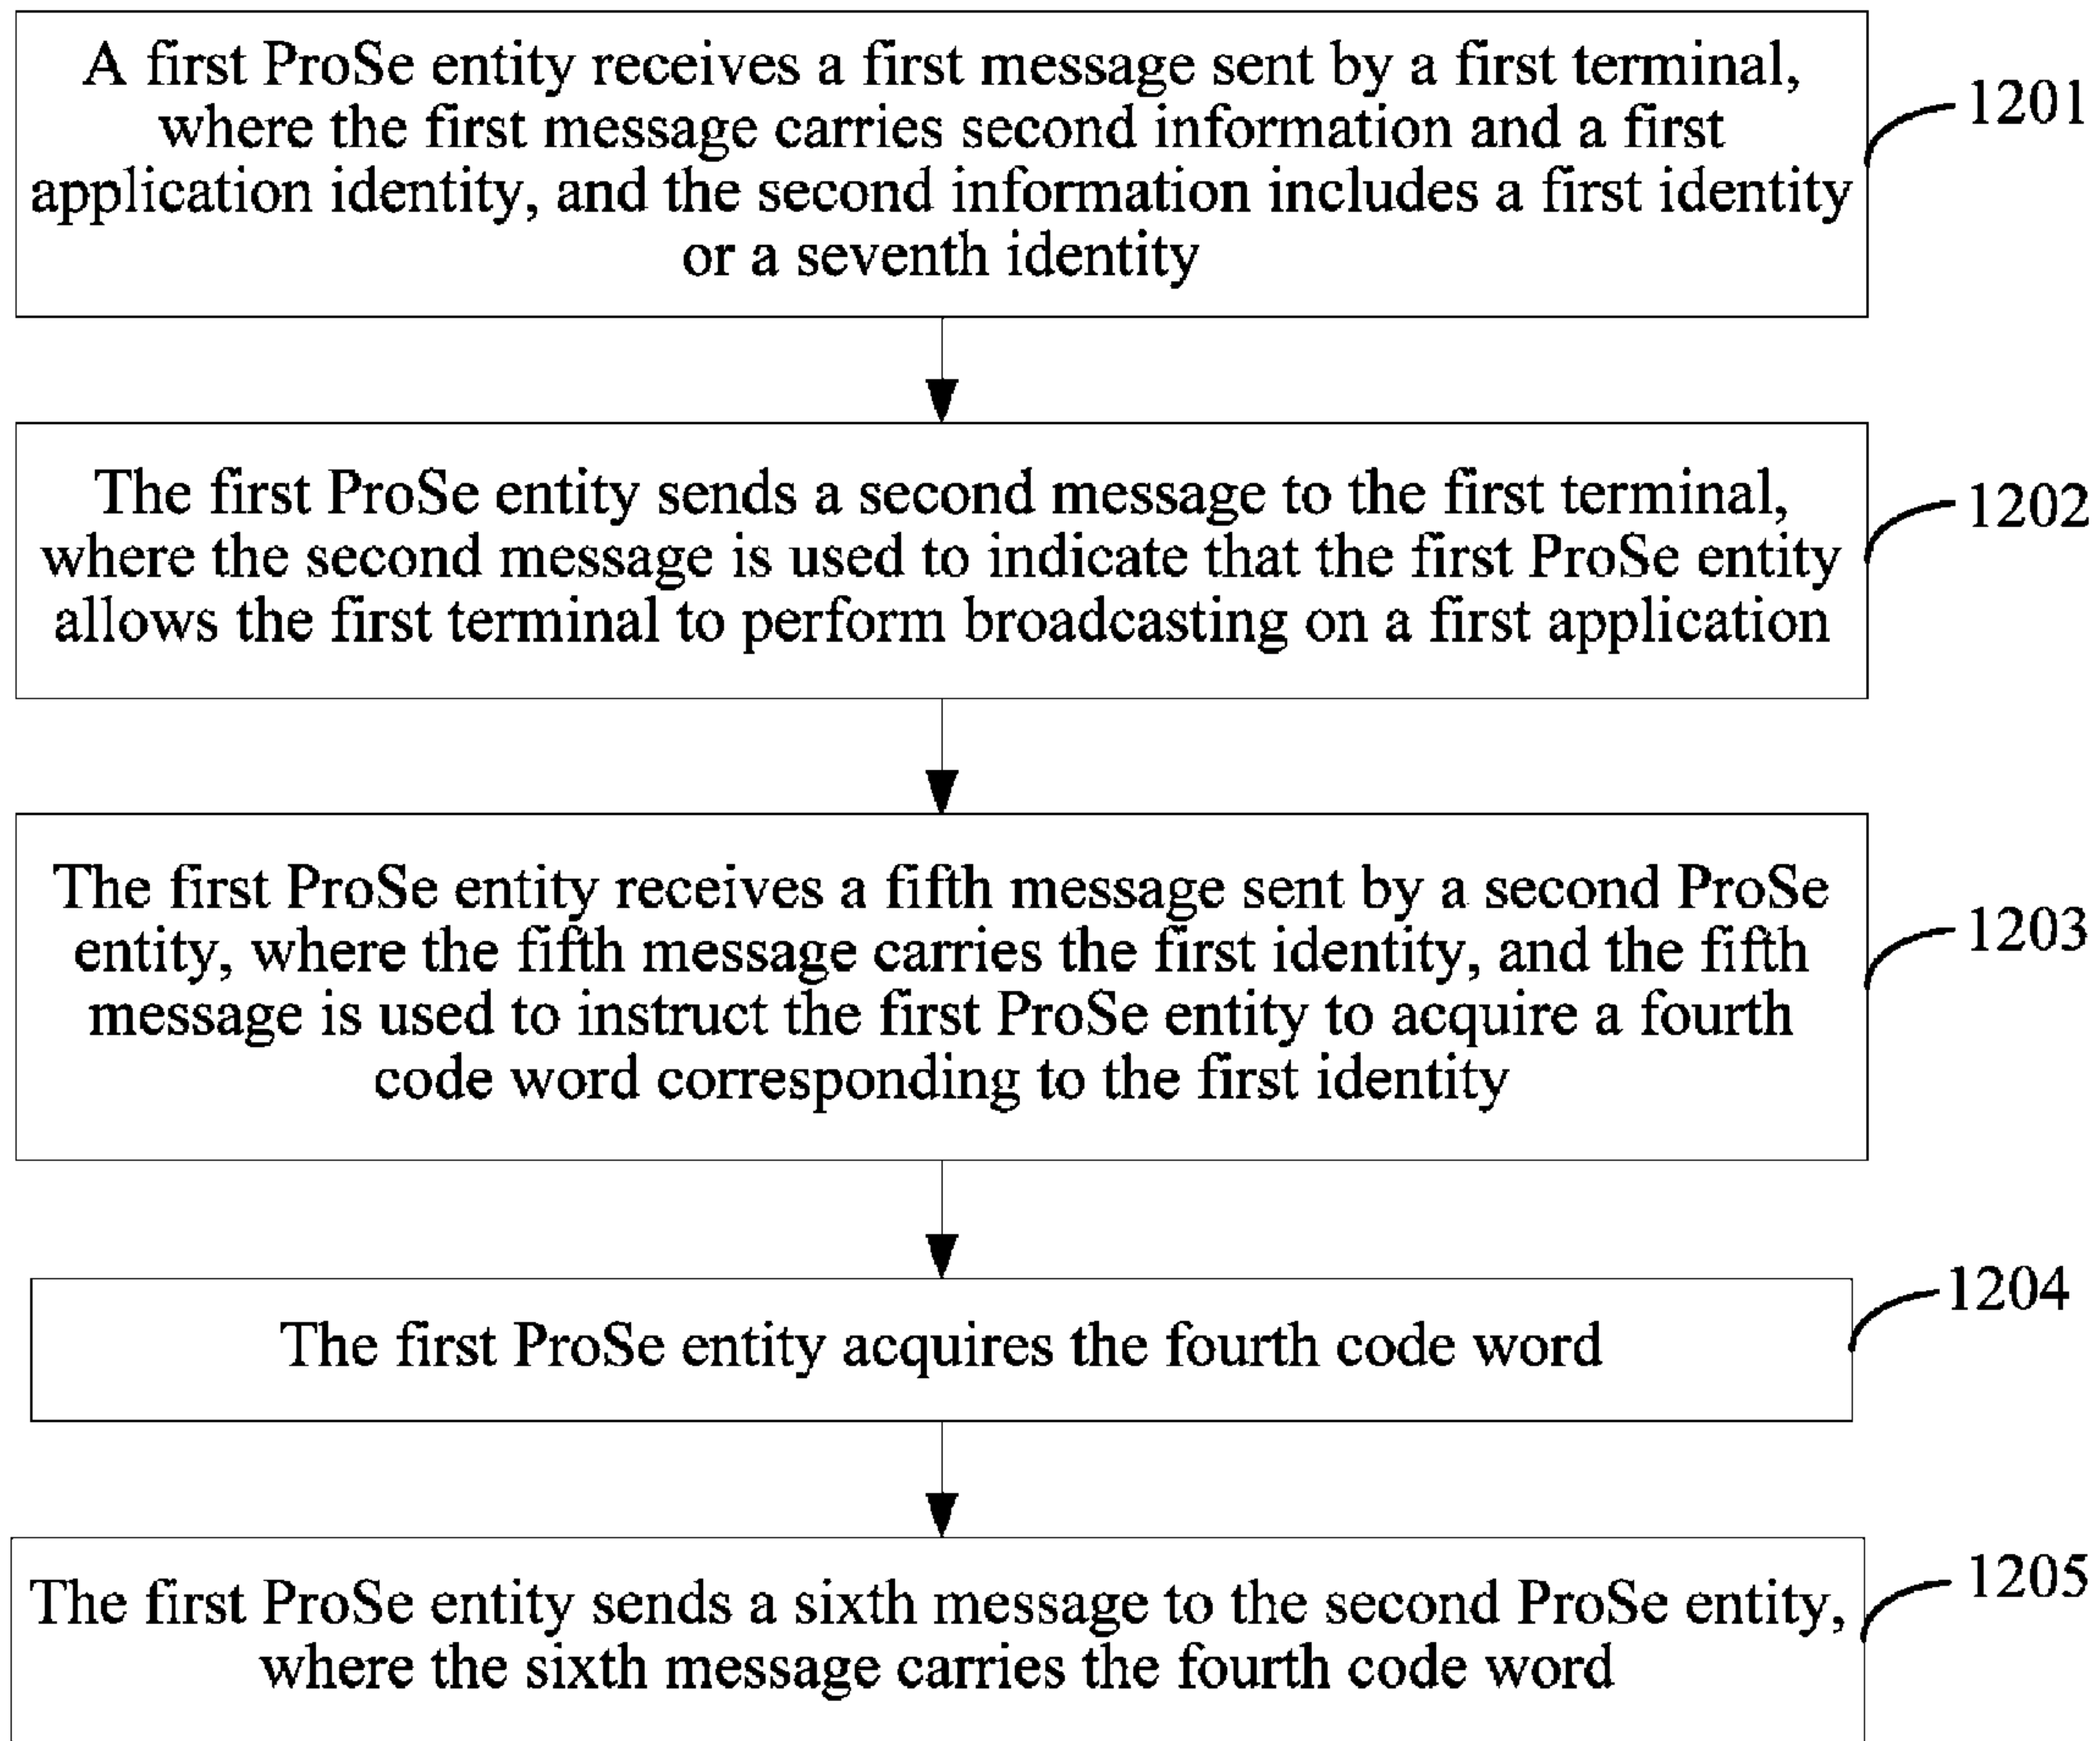 A first ProSe entity receives a first message sent by a first terminal,
where the first message carries second information and a first
application identity, and the second information includes a first identity
or a seventh identity
1201
The first ProSe entity sends a second message to the first terminal,
where the second message is used to indicate that the first ProSe entity
allows the first terminal to perform broadcasting on a first application
1202
The first ProSe entity receives a fifth message sent by a second ProSe
entity, where the fifth message carries the first identity, and the fifth
message is used to instruct the first ProSe entity to acquire a fourth
code word corresponding to the first identity
1203
The first ProSe entity acquires the fourth code word
1204
The first ProSe entity sends a sixth message to the second ProSe entity,
where the sixth message carries the fourth code word
1205